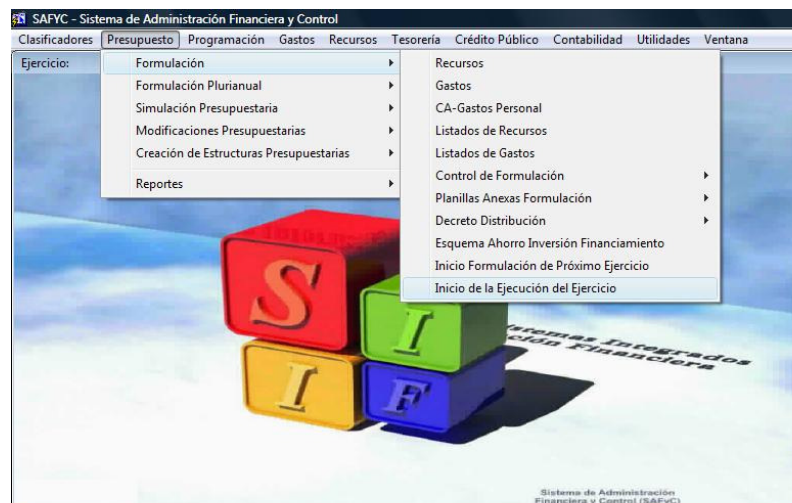 SAFYC - Sistema de Administración Financiera y Control
Clasificadores Presupuesto Programación Gastos Recursos Tesorería Crédito Público Contabilidad Utilidades Ventana
Ejercicio:
Formulación
Formulación Plurianual
Simulación Presupuestaria
Modificaciones Presupuestarias
Creación de Estructuras Presupuestarias
Reportes
Recursos
Gastos
CA-Gastos Personal
Listados de Recursos
Listados de Gastos
Control de Formulación
Planillas Anexas Formulación
Decreto Distribución
Esquema Ahorro Inversión Financiamiento
Inicio Formulación de Próximo Ejercicio
Inicio de la Ejecución del Ejercicio
S
I
I
F
Sistemas Integrados
Financiera
Sistema de Administración
Financiera y Control (SAFyC)